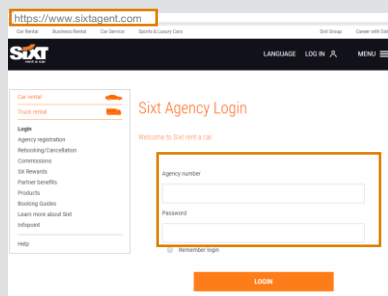 https://www.sixtagent.com
Car Rental Business Rental Car Service Sports & Luxury Cars Sixt Group Career with Sixt
SIXT
rent a car
LANGUAGE LOG IN MENU
Car rental
Truck rental
Login
Agency registration
Rebooking/Cancellation
Commissions
SX Rewards
Partner benefits
Products
Booking Guides
Learn more about Sixt
Infopoint
Help
Sixt Agency Login
Welcome to Sixt rent a car.
Agency number
Password
Remember login
LOGIN